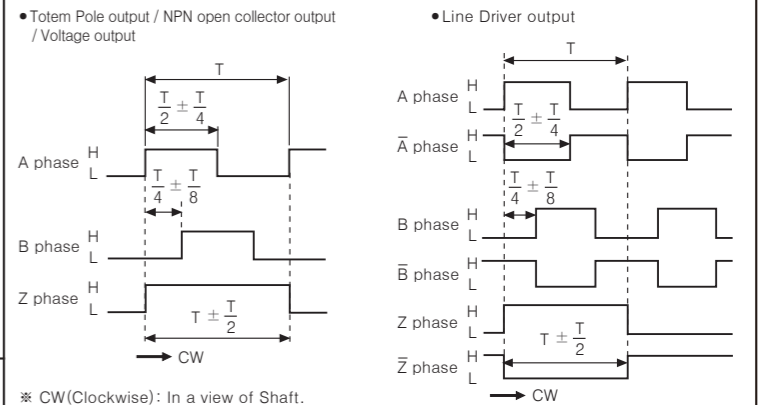 ● Totem Pole output / NPN open collector output
/ Voltage output
T
T/2 ± T/4
A phase H
L
T/4 ± T/8
B phase H
L
Z phase H
L
T ± T/2
CW
※ CW(Clockwise): In a view of Shaft.
● Line Driver output
T
A phase H
L
T/2 ± T/4
A̅ phase H
L
T/4 ± T/8
B phase H
L
B̅ phase H
L
Z phase H
L
T ± T/2
Z̅ phase H
L
CW